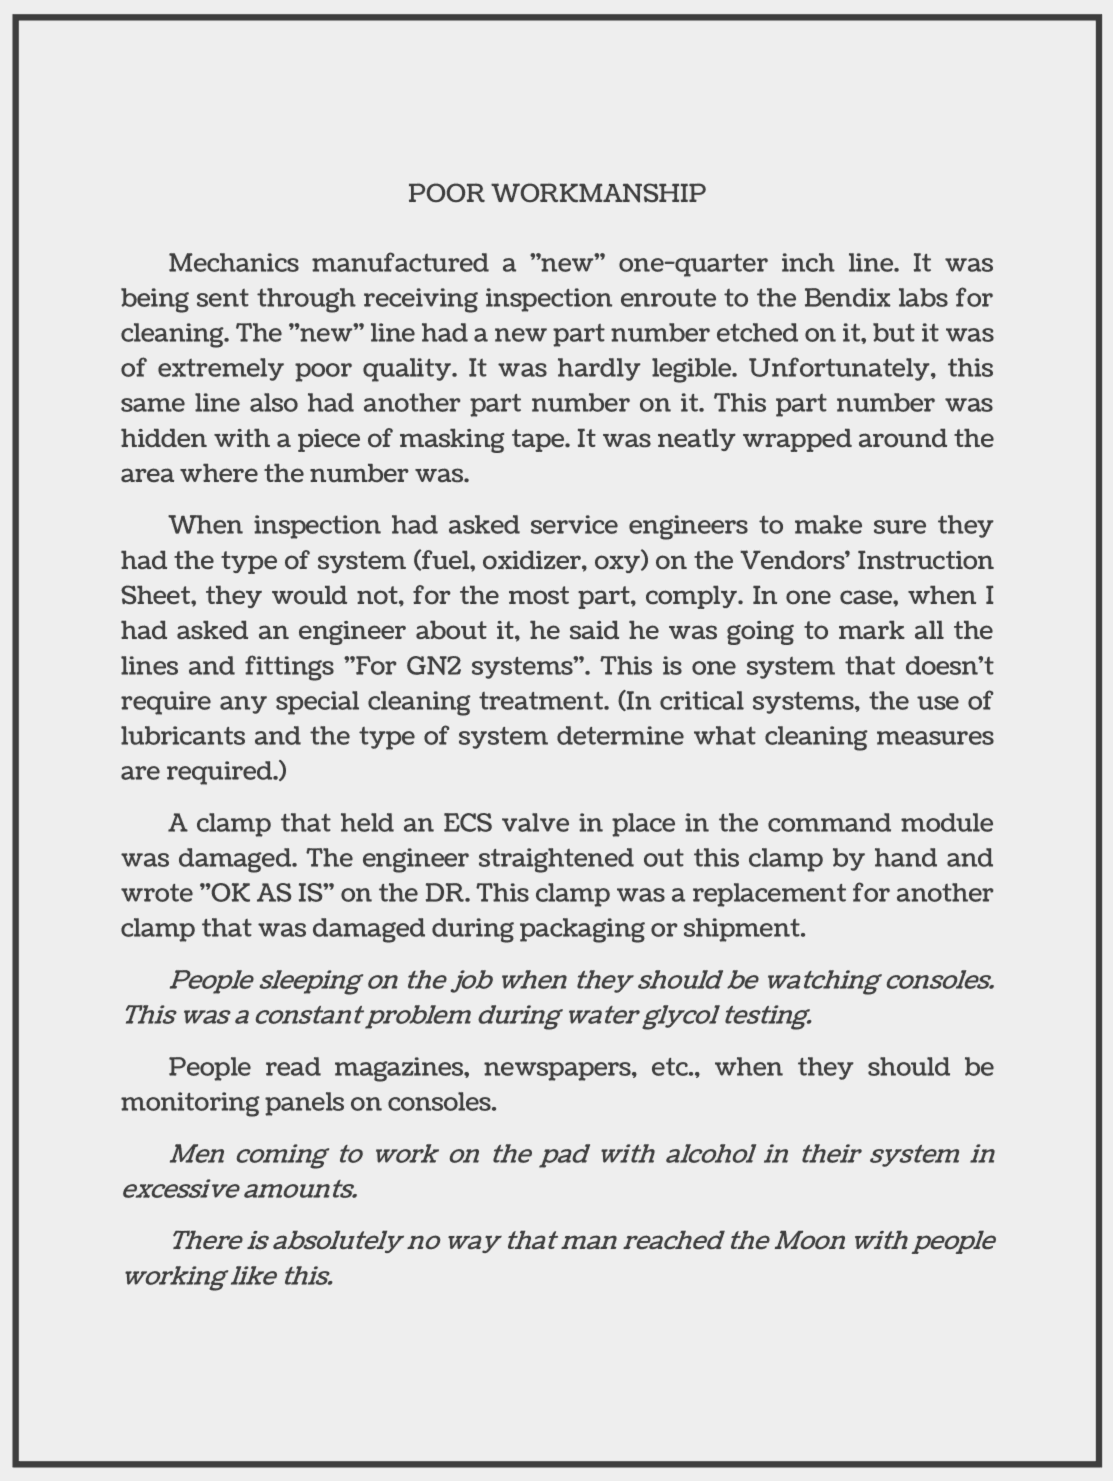 POOR WORKMANSHIP
Mechanics manufactured a ”new” one-quarter inch line. It was
being sent through receiving inspection enroute to the Bendix labs for
cleaning. The ”new” line had a new part number etched on it, but it was
of extremely poor quality. It was hardly legible. Unfortunately, this
same line also had another part number on it. This part number was
hidden with a piece of masking tape. It was neatly wrapped around the
area where the number was.
When inspection had asked service engineers to make sure they
had the type of system (fuel, oxidizer, oxy) on the Vendors’ Instruction
Sheet, they would not, for the most part, comply. In one case, when I
had asked an engineer about it, he said he was going to mark all the
lines and fittings ”For GN2 systems”. This is one system that doesn’t
require any special cleaning treatment. (In critical systems, the use of
lubricants and the type of system determine what cleaning measures
are required.)
A clamp that held an ECS valve in place in the command module
was damaged. The engineer straightened out this clamp by hand and
wrote ”OK AS IS” on the DR. This clamp was a replacement for another
clamp that was damaged during packaging or shipment.
People sleeping on the job when they should be watching consoles.
This was a constant problem during water glycol testing.
People read magazines, newspapers, etc., when they should be
monitoring panels on consoles.
Men coming to work on the pad with alcohol in their system in
excessive amounts.
There is absolutely no way that man reached the Moon with people
working like this.